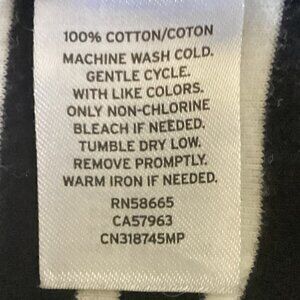 100% COTTON/COTON
MACHINE WASH COLD.
GENTLE CYCLE.
WITH LIKE COLORS.
ONLY NON-CHLORINE
BLEACH IF NEEDED.
TUMBLE DRY LOW.
REMOVE PROMPTLY.
WARM IRON IF NEEDED.
RN58665
CA57963
CN318745MP